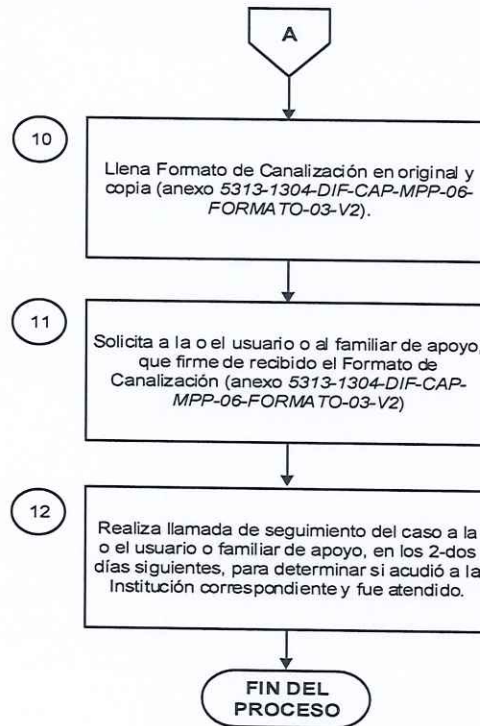 A
10
Llena Formato de Canalización en original y
copia (anexo 5313-1304-DIF-CAP-MPP-06-
FORMATO-03-V2).
11
Solicita a la o el usuario o al familiar de apoyo,
que firme de recibido el Formato de
Canalización (anexo 5313-1304-DIF-CAP-
MPP-06-FORMATO-03-V2)
12
Realiza llamada de seguimiento del caso a la
o el usuario o familiar de apoyo, en los 2-dos
días siguientes, para determinar si acudió a la
Institución correspondiente y fue atendido.
FIN DEL
PROCESO